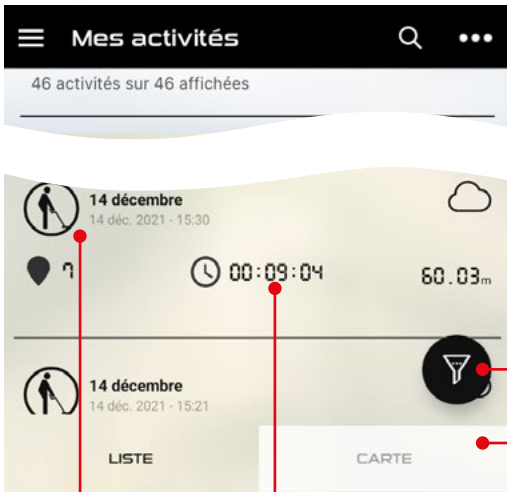 Mes activités
46 activités sur 46 affichées
14 décembre
14 déc. 2021 - 15:30
7
00:09:04
60.03m
14 décembre
14 déc. 2021 - 15:21
LISTE
CARTE